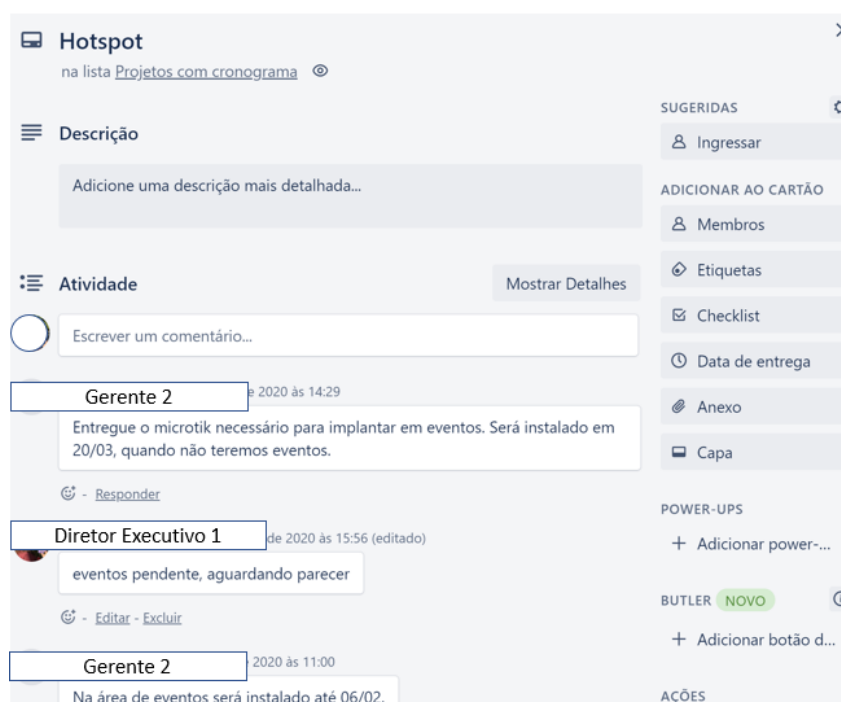 Hotspot
na lista Projetos com cronograma
Descrição
Adicione uma descrição mais detalhada...
Atividade
Mostrar Detalhes
Escrever um comentário...
Gerente 2
2020 às 14:29
Entregue o microtik necessário para implantar em eventos. Será instalado em
20/03, quando não teremos eventos.
- Responder
Diretor Executivo 1
de 2020 às 15:56 (editado)
eventos pendente, aguardando parecer
- Editar - Excluir
Gerente 2
2020 às 11:00
Na área de eventos será instalado até 06/02.
SUGERIDAS
Ingressar
ADICIONAR AO CARTÃO
Membros
Etiquetas
Checklist
Data de entrega
Anexo
Capa
POWER-UPS
+ Adicionar power-...
BUTLER NOVO
+ Adicionar botão d...
AÇÕES